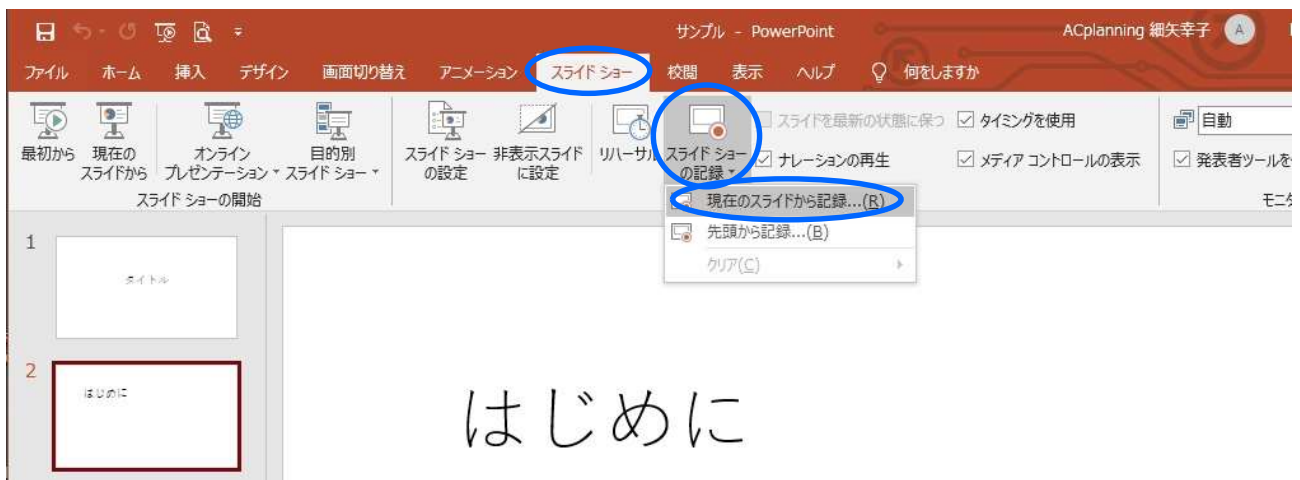 サンプル - PowerPoint
ACplanning 細矢幸子
A
ファイル ホーム 挿入 デザイン 画面切り替え アニメーション スライド ショー 校閲 表示 ヘルプ 何をしますか
最初から
現在の
スライドから
オンライン
プレゼンテーション
目的別
スライド ショー
スライド ショー
の設定
非表示スライド
に設定
リハーサル
スライド ショー
の記録
スライドを最新の状態に保つ
タイミングを使用
ナレーションの再生
メディア コントロールの表示
自動
発表者ツールを
スライド ショーの開始
現在のスライドから記録...(R)
先頭から記録...(B)
クリア(C)
1
タイトル
2
はじめに
はじめに